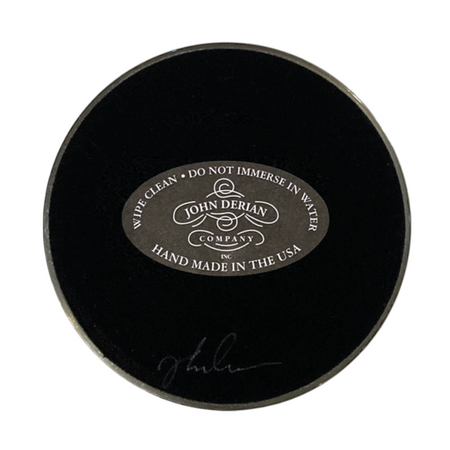 WIPE CLEAN • DO NOT IMMERSE IN WATER
JOHN DERIAN
COMPANY
INC
HAND MADE IN THE USA